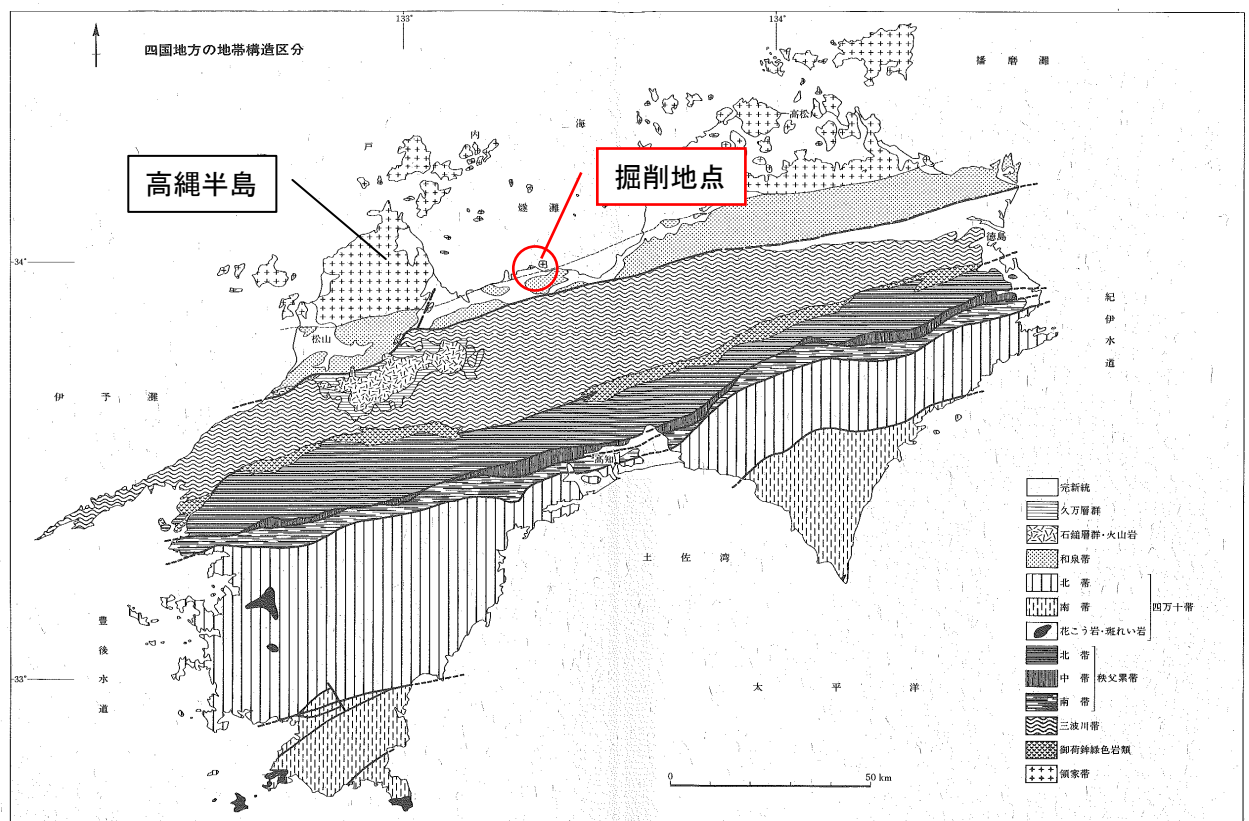 133°
134°
四国地方の地帯構造区分
播磨灘
高松
海
内
戸
高縄半島
掘削地点
燧灘
徳島
34°
紀伊水道
松山
伊予灘
高知
完新統
久万層群
石鎚層群・火山岩
和泉帯
北帯
南帯
四万十帯
花こう岩・斑れい岩
北帯
中帯
秩父累帯
南帯
三波川帯
御荷鉾緑色岩類
領家帯
土佐湾
豊後水道
33°
太平洋
0
50 km